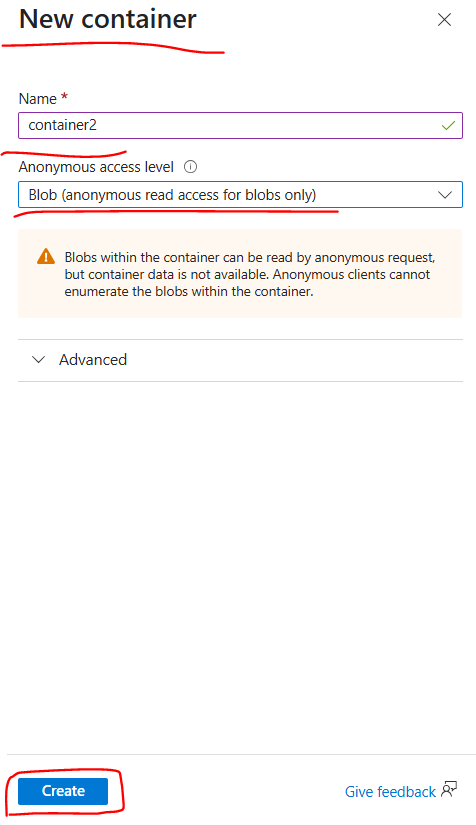 New container
Name *
container2
Anonymous access level
Blob (anonymous read access for blobs only)
Blobs within the container can be read by anonymous request,
but container data is not available. Anonymous clients cannot
enumerate the blobs within the container.
Advanced
Create
Give feedback